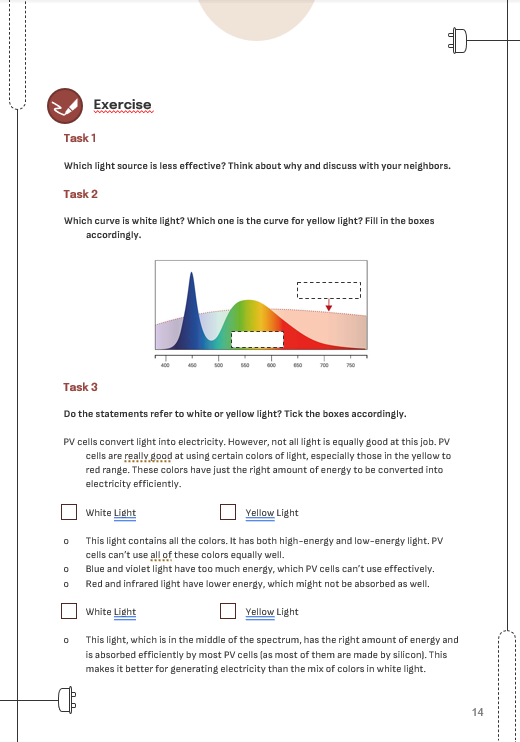 Exercise
Task 1
Which light source is less effective? Think about why and discuss with your neighbors.
Task 2
Which curve is white light? Which one is the curve for yellow light? Fill in the boxes
accordingly.
400 450 500 550 600 650 700 750
Task 3
Do the statements refer to white or yellow light? Tick the boxes accordingly.
PV cells convert light into electricity. However, not all light is equally good at this job. PV
cells are really good at using certain colors of light, especially those in the yellow to
red range. These colors have just the right amount of energy to be converted into
electricity efficiently.
White Light Yellow Light
o This light contains all the colors. It has both high-energy and low-energy light. PV
cells can't use all of these colors equally well.
o Blue and violet light have too much energy, which PV cells can't use effectively.
o Red and infrared light have lower energy, which might not be absorbed as well.
White Light Yellow Light
o This light, which is in the middle of the spectrum, has the right amount of energy and
is absorbed efficiently by most PV cells (as most of them are made by silicon). This
makes it better for generating electricity than the mix of colors in white light.
14